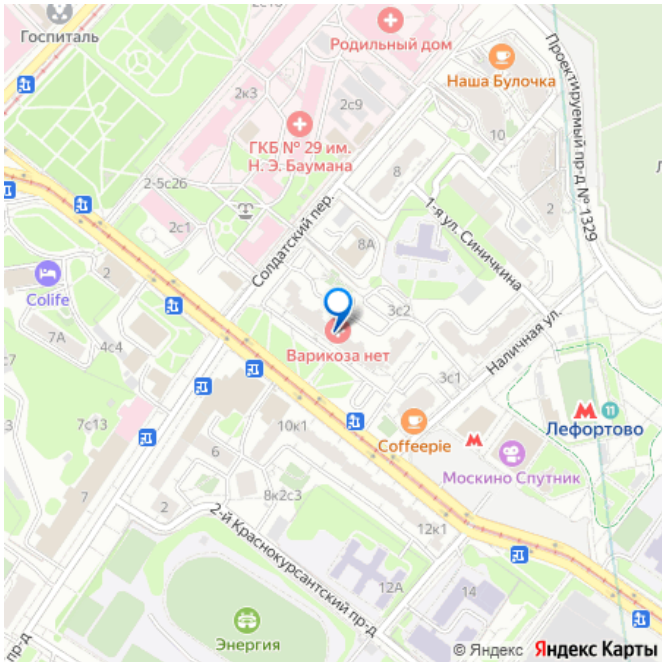 Госпиталь
2с10
Родильный дом
Наша Булочка
Проектируемый пр-д № 1329
2к3
2с9
10
ГКБ № 29 им.
Н. Э. Баумана
8
2
2-5с26
1-я ул. Синичкина
2с1
Солдатский пер.
8А
2
Colife
3с2
Наличная ул.
7А
4с4
Варикоза нет
3с1
11
Лефортово
7с13
10к1
Coffeepie
Москино Спутник
6
7
8к2с3
2
2-й Краснокурсантский пр-д
12к1
12А
14
Энергия
пр-д
© Яндекс Яндекс Карты